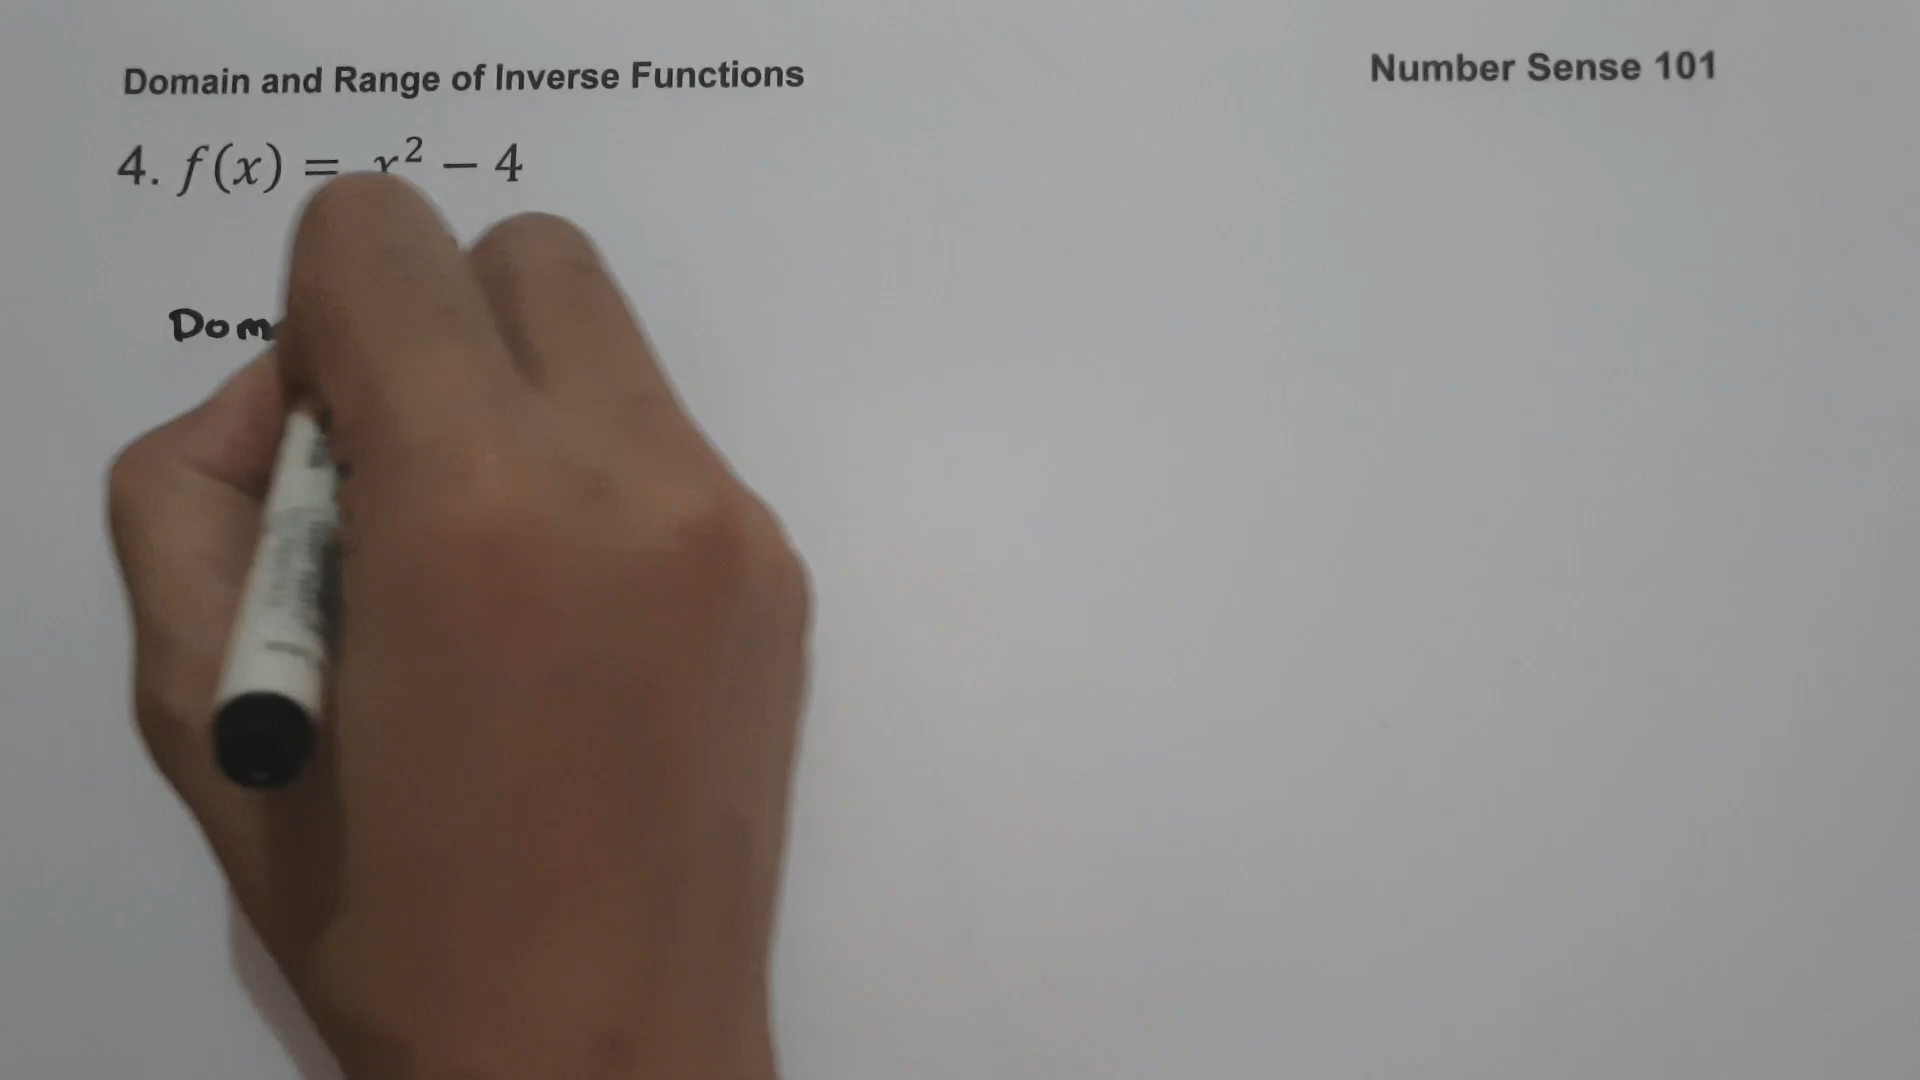 Domain and Range of Inverse Functions
Number Sense 101
4. f(x) = x² − 4
Dom